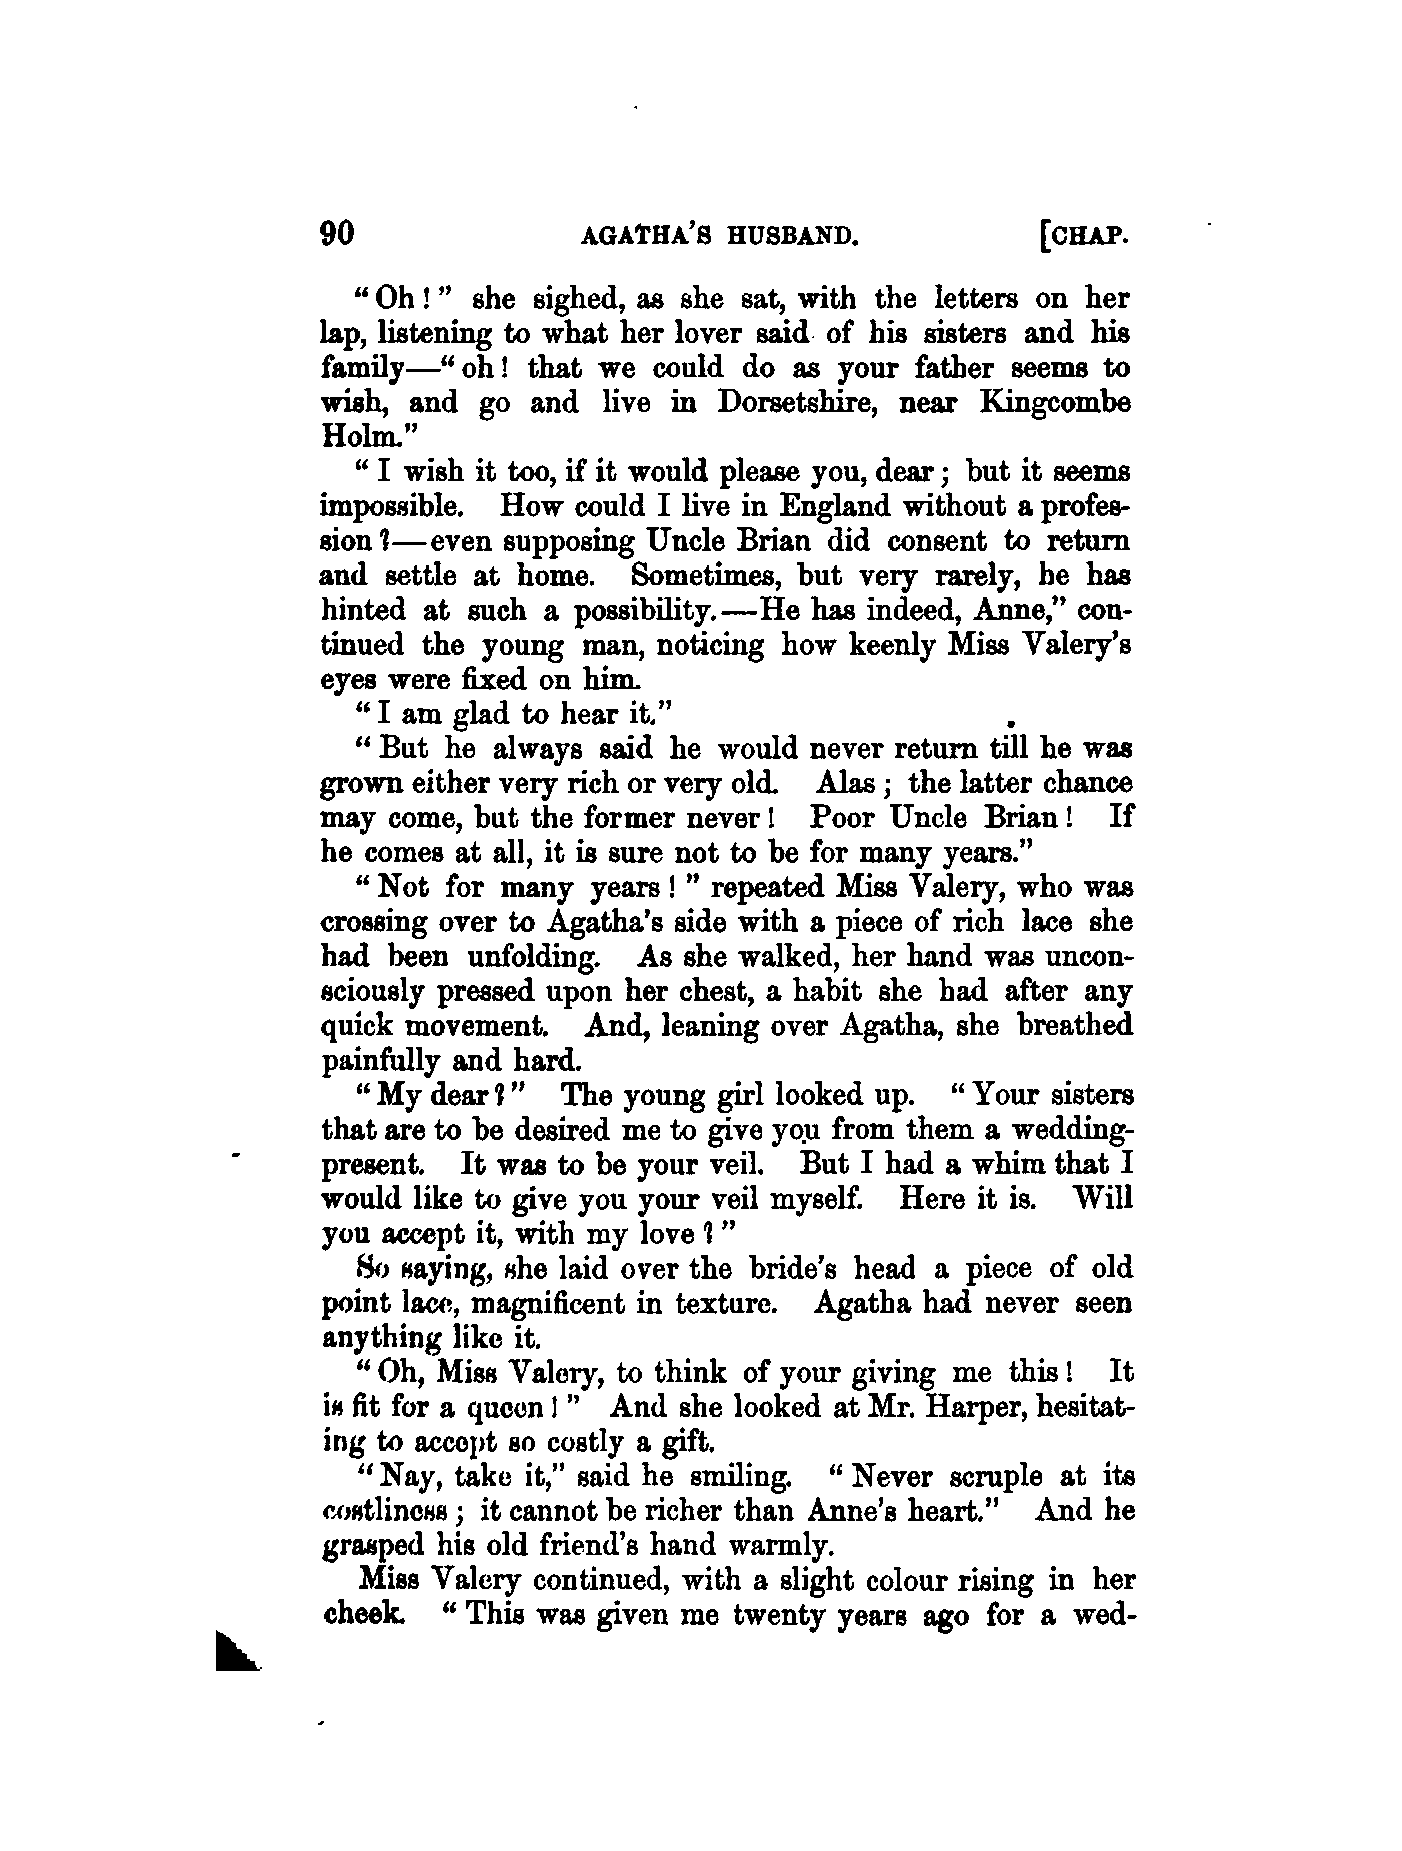 90 AGATHA'S HUSBAND. [CHAP.
"Oh!" she sighed, as she sat, with the letters on her
lap, listening to what her lover said of his sisters and his
family—"oh! that we could do as your father seems to
wish, and go and live in Dorsetshire, near Kingcombe
Holm."
"I wish it too, if it would please you, dear; but it seems
impossible. How could I live in England without a profes-
sion?—even supposing Uncle Brian did consent to return
and settle at home. Sometimes, but very rarely, he has
hinted at such a possibility.—He has indeed, Anne," con-
tinued the young man, noticing how keenly Miss Valery's
eyes were fixed on him.
"I am glad to hear it."
"But he always said he would never return till he was
grown either very rich or very old. Alas; the latter chance
may come, but the former never! Poor Uncle Brian! If
he comes at all, it is sure not to be for many years."
"Not for many years!" repeated Miss Valery, who was
crossing over to Agatha's side with a piece of rich lace she
had been unfolding. As she walked, her hand was uncon-
sciously pressed upon her chest, a habit she had after any
quick movement. And, leaning over Agatha, she breathed
painfully and hard.
"My dear?" The young girl looked up. "Your sisters
that are to be desired me to give you from them a wedding-
present. It was to be your veil. But I had a whim that I
would like to give you your veil myself. Here it is. Will
you accept it, with my love?"
So saying, she laid over the bride's head a piece of old
point lace, magnificent in texture. Agatha had never seen
anything like it.
"Oh, Miss Valery, to think of your giving me this! It
is fit for a queen!" And she looked at Mr. Harper, hesitat-
ing to accept so costly a gift.
"Nay, take it," said he smiling. "Never scruple at its
costliness; it cannot be richer than Anne's heart." And he
grasped his old friend's hand warmly.
Miss Valery continued, with a slight colour rising in her
cheek. "This was given me twenty years ago for a wed-